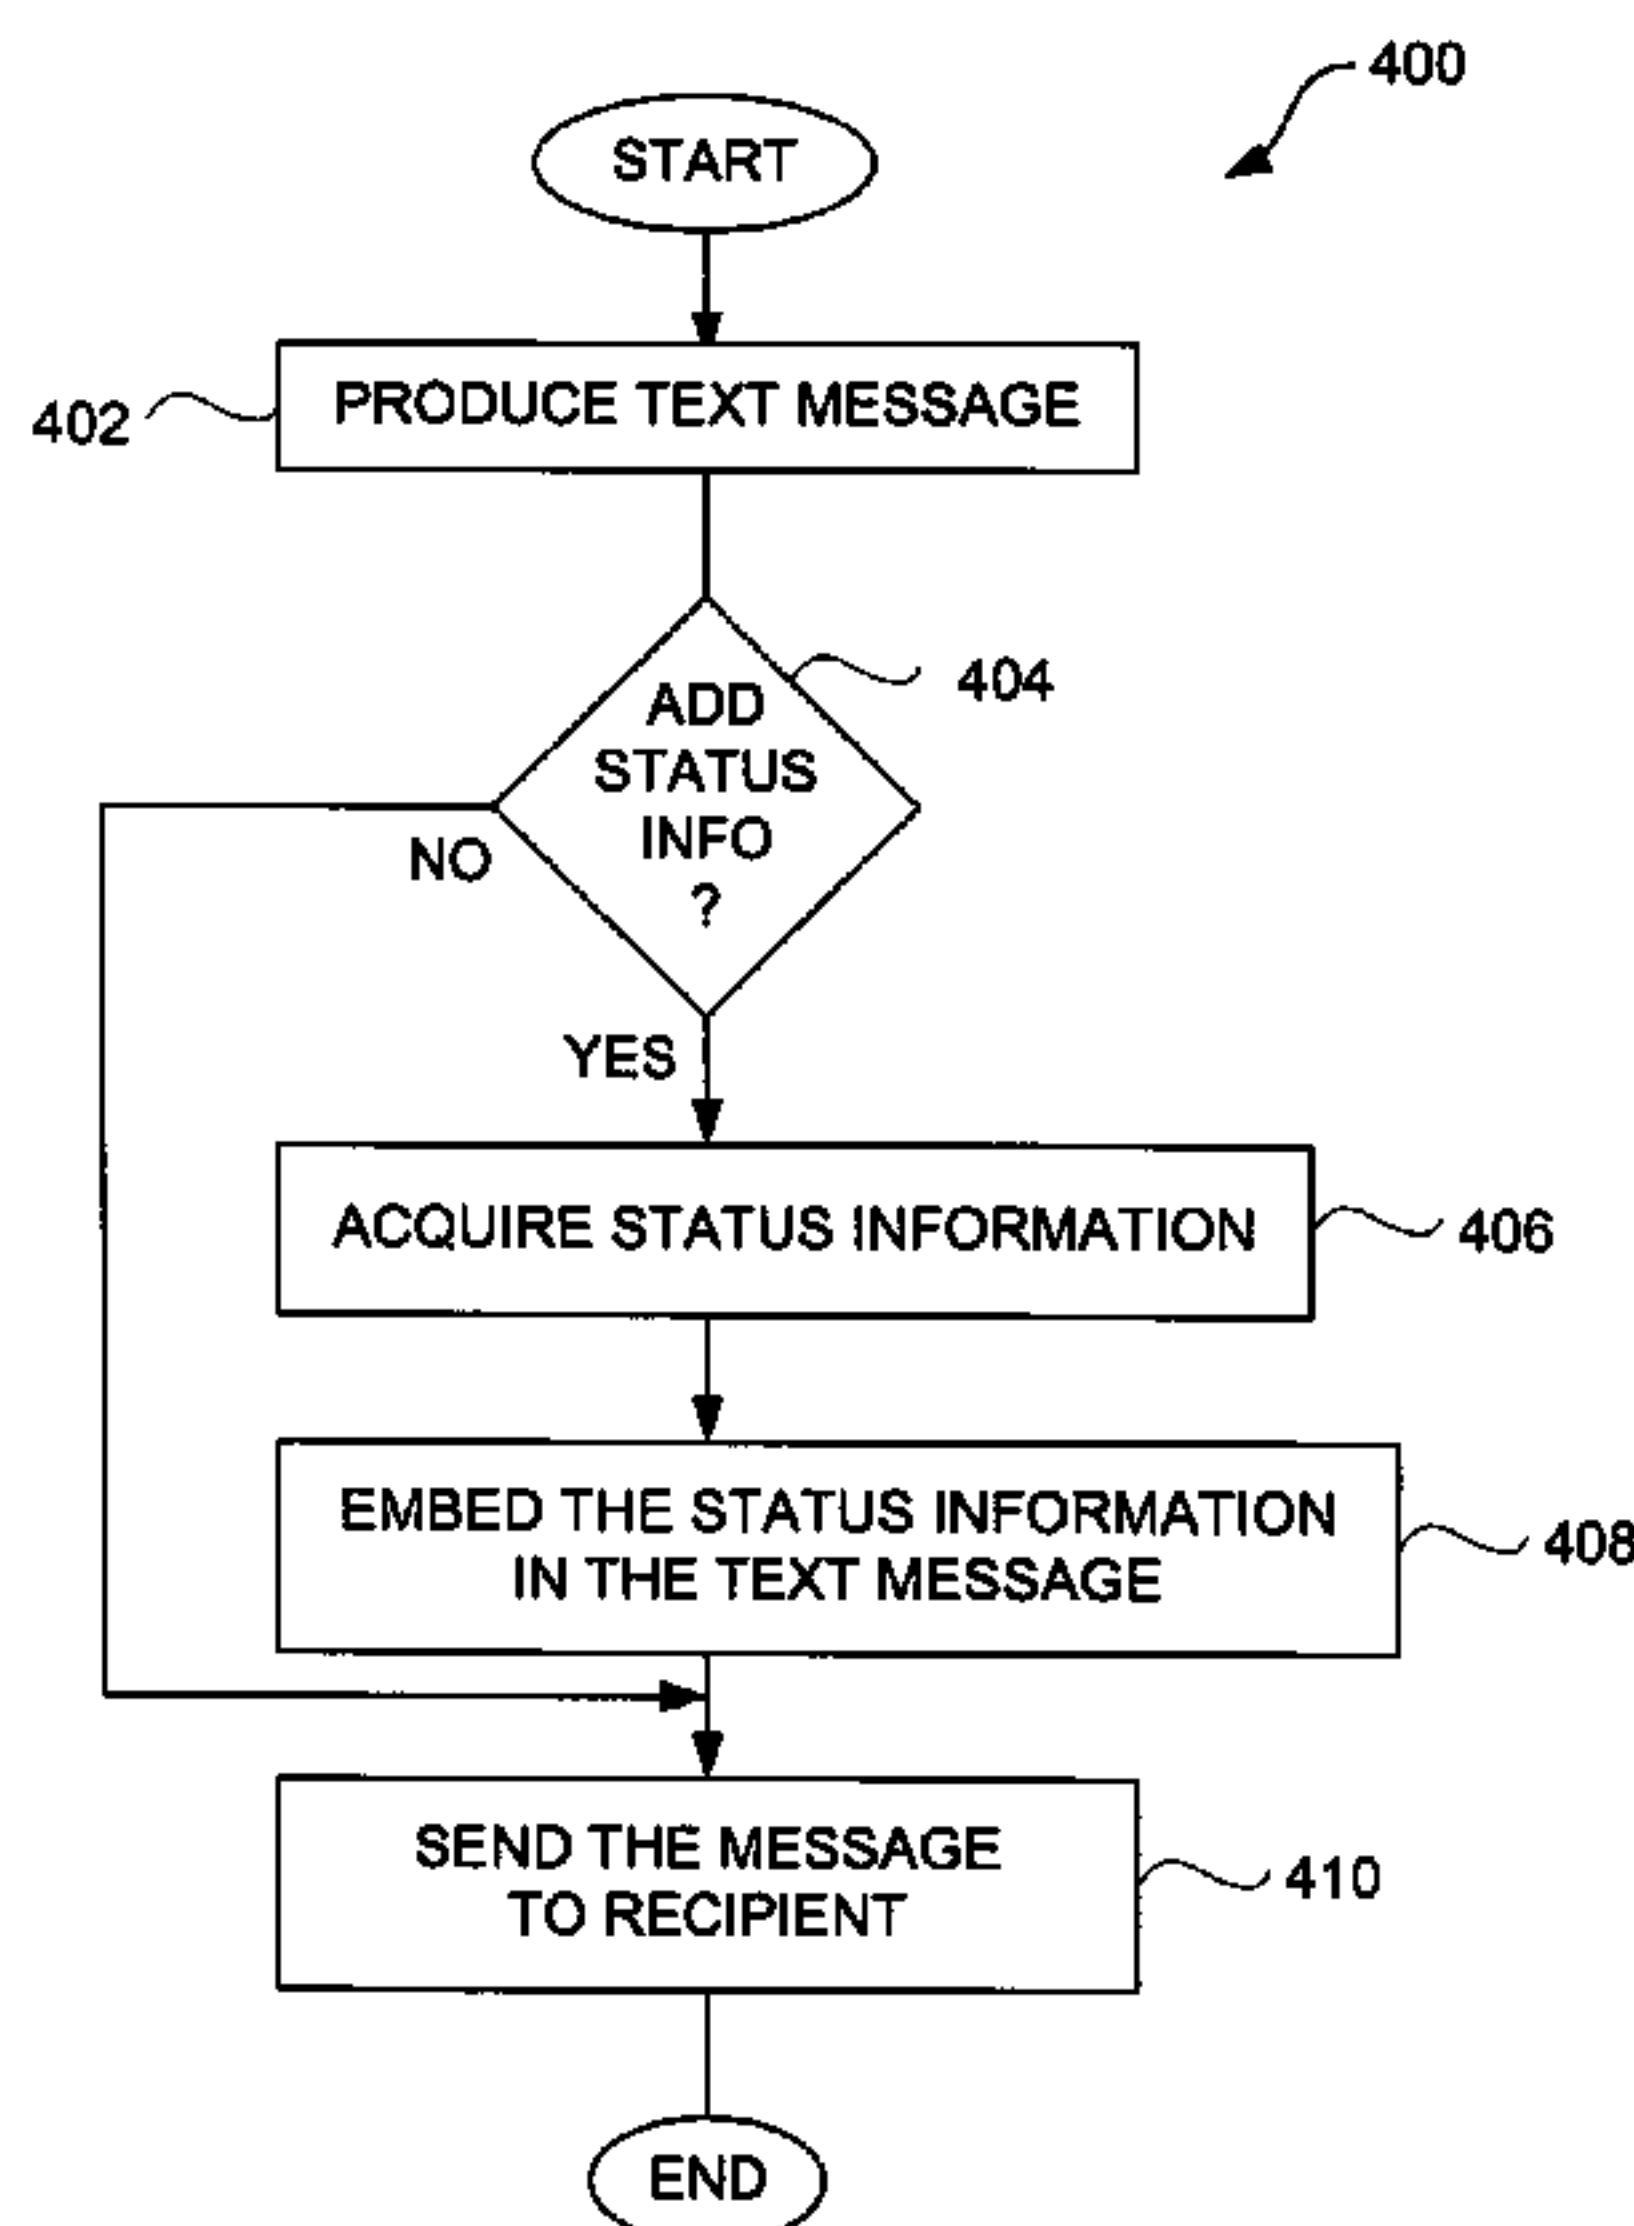 400
START
402
PRODUCE TEXT MESSAGE
404
ADD
STATUS
INFO
?
NO
YES
ACQUIRE STATUS INFORMATION
406
EMBED THE STATUS INFORMATION
IN THE TEXT MESSAGE
408
SEND THE MESSAGE
TO RECIPIENT
410
END